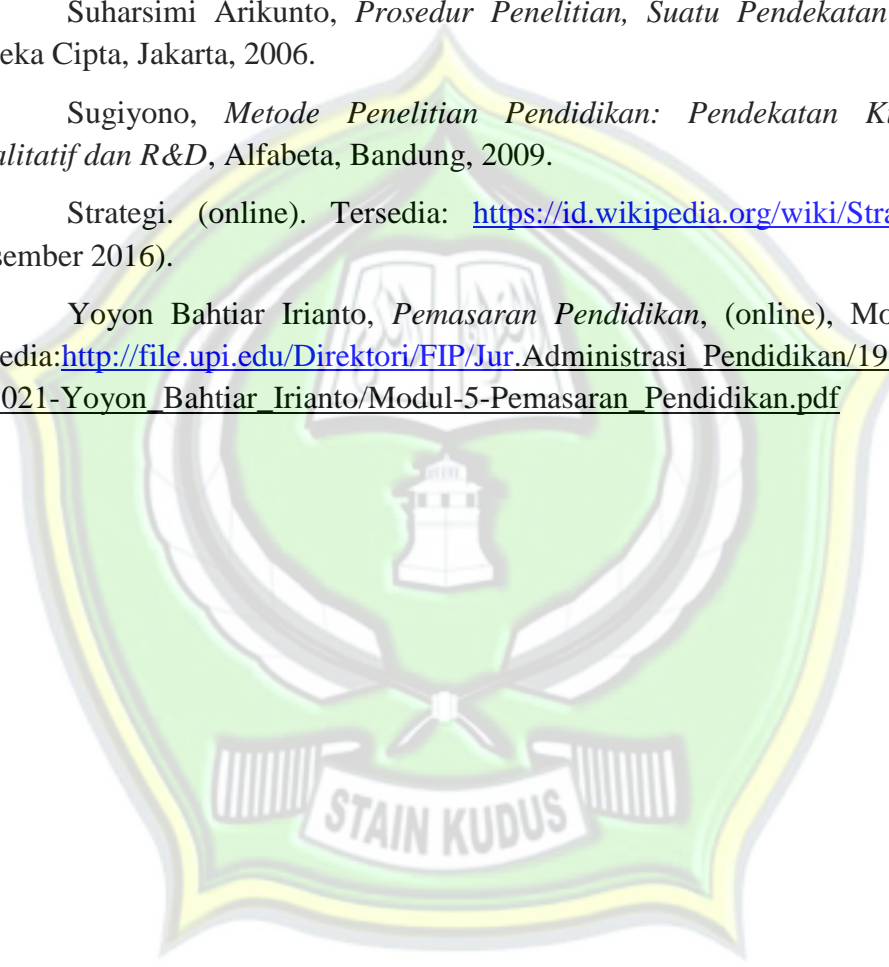 Suharsimi Arikunto, Prosedur Penelitian, Suatu Pendekatan
eka Cipta, Jakarta, 2006.
Sugiyono, Metode Penelitian Pendidikan: Pendekatan
alitatif dan R&D, Alfabeta, Bandung, 2009.
Strategi. (online). Tersedia: https://id.wikipedia.org/wiki/Stra
sember 2016).
Yoyon Bahtiar Irianto, Pemasaran Pendidikan, (online), Mo
edia:http://file.upi.edu/Direktori/FIP/Jur.Administrasi_Pendidikan/19
021-Yoyon_Bahtiar_Irianto/Modul-5-Pemasaran_Pendidikan.pdf
STAIN KUDUS